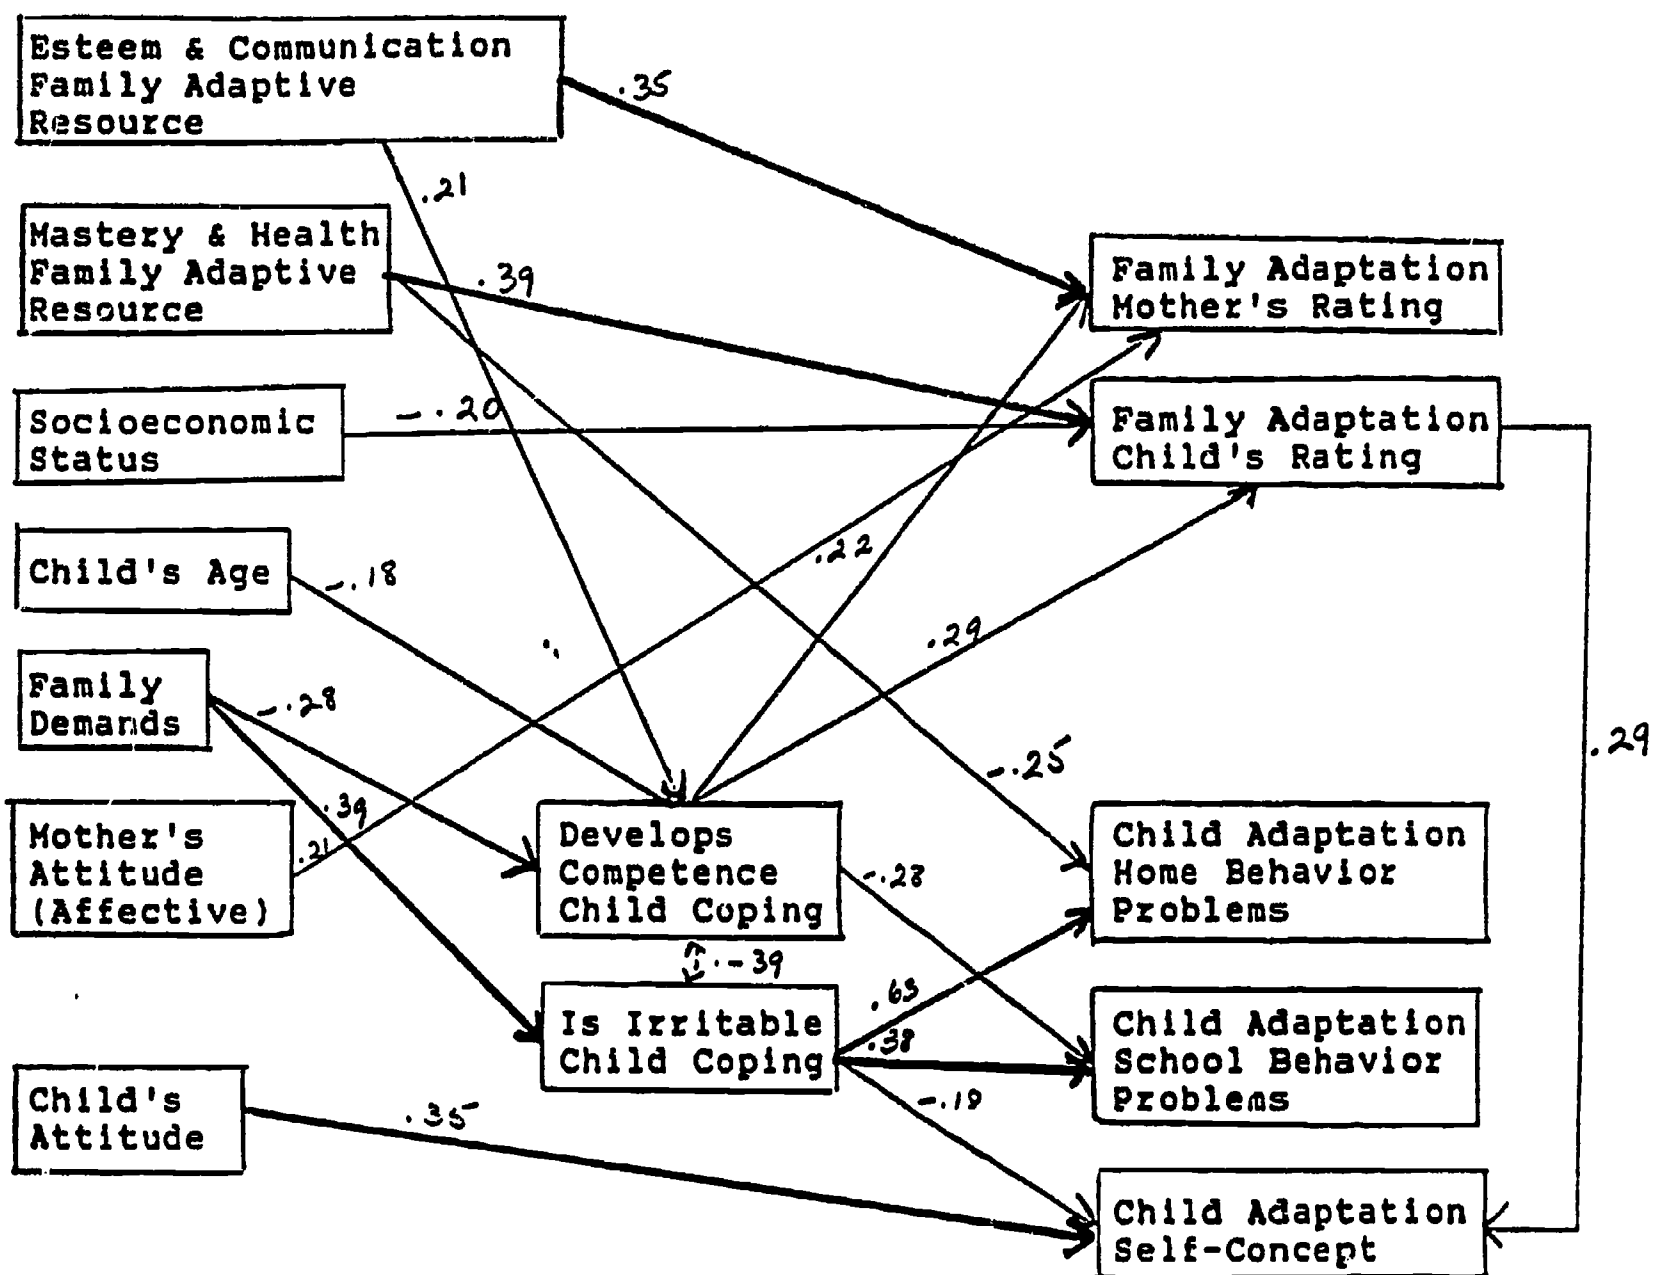 Esteem & Communication
Family Adaptive
Resource
.35
.21
Mastery & Health
Family Adaptive
Resource
.39
Family Adaptation
Mother's Rating
Socioeconomic
Status
-.20
Family Adaptation
Child's Rating
Child's Age
-.18
.22
.29
Family
Demands
-.28
.39
-.25
.29
Mother's
Attitude
(Affective)
.21
Develops
Competence
Child Coping
-.28
Child Adaptation
Home Behavior
Problems
.-39
Is Irritable
Child Coping
.63
.38
-.19
Child Adaptation
School Behavior
Problems
Child's
Attitude
.35
Child Adaptation
Self-Concept